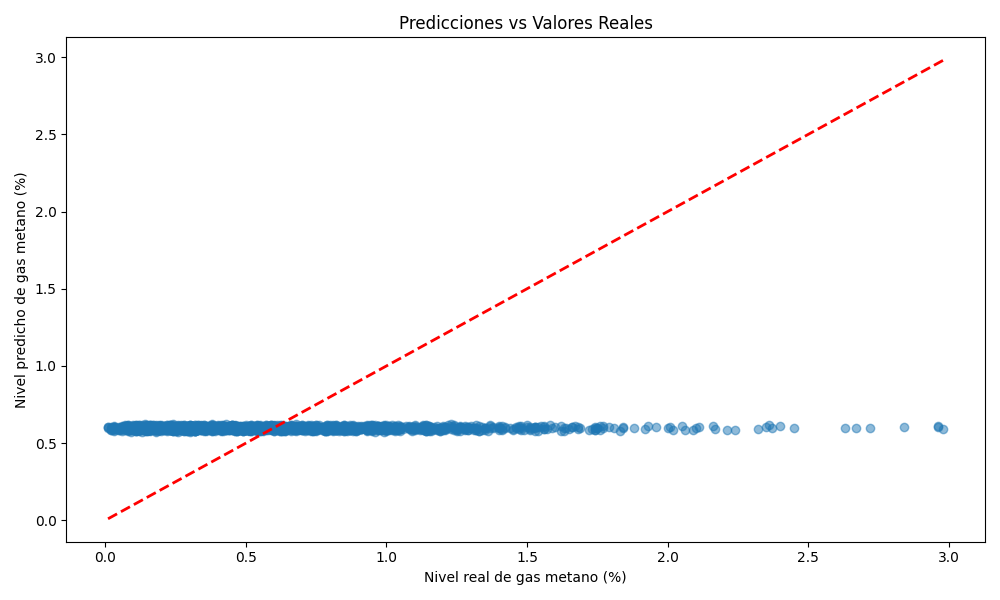 Predicciones vs Valores Reales
Nivel predicho de gas metano (%)
3.0
2.5
2.0
1.5
1.0
0.5
0.0
0.0 0.5 1.0 1.5 2.0 2.5 3.0
Nivel real de gas metano (%)